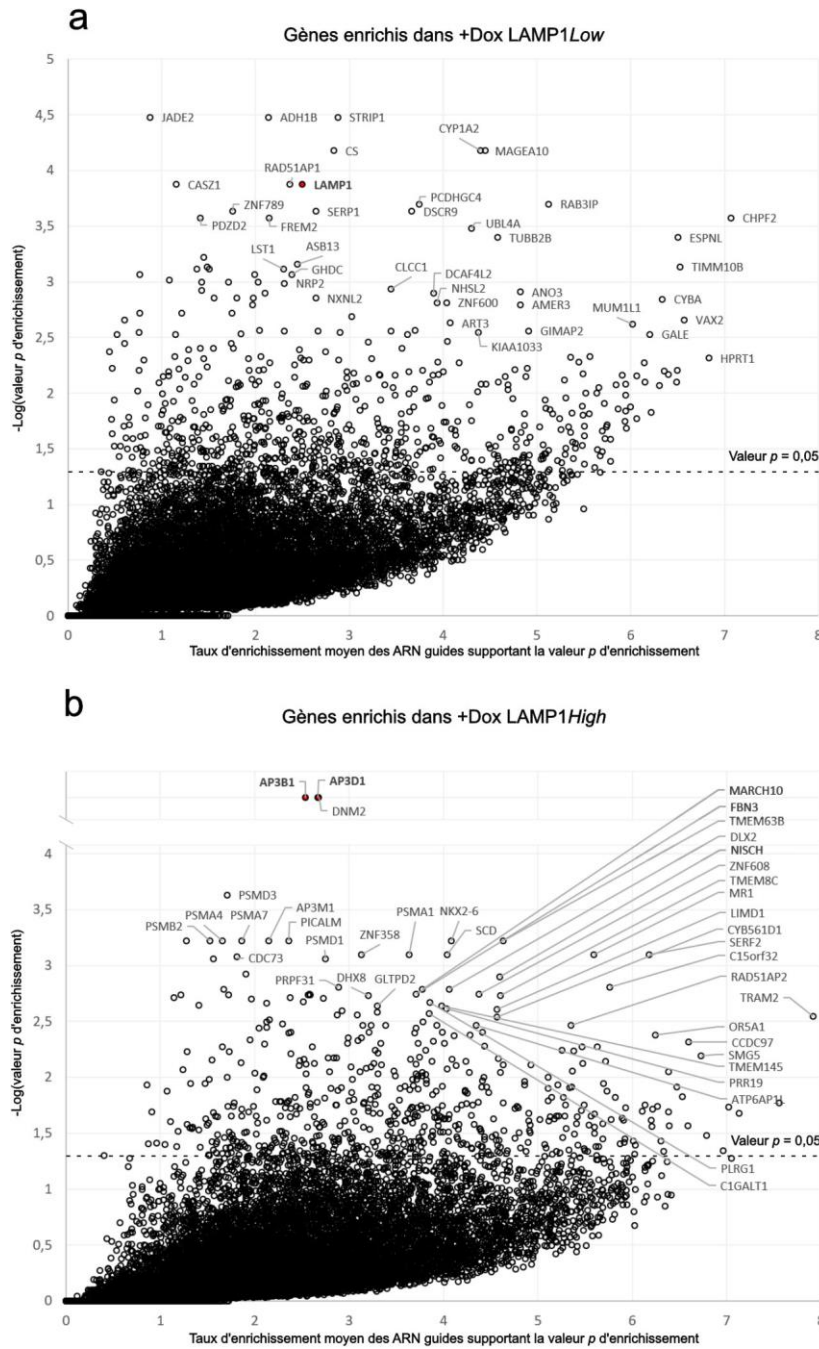 a
Gènes enrichis dans +Dox LAMP1Low
-Log(valeur p d'enrichissement)
5
4,5
4
3,5
3
2,5
2
1,5
1
0,5
0
JADE2
ADH1B
STRIP1
CYP1A2
CS
MAGEA10
RAD51AP1
CASZ1
LAMP1
PCDHGC4
RAB3IP
ZNF789
SERP1
DSCR9
CHPF2
PDZD2
FREM2
UBL4A
TUBB2B
ESPNL
ASB13
LST1
GHDC
CLCC1
DCAF4L2
TIMM10B
NRP2
NHSL2
ANO3
CYBA
NXNL2
ZNF600
AMER3
MUM1L1
VAX2
ART3
GIMAP2
GALE
KIAA1033
HPRT1
Valeur p = 0,05
0 1 2 3 4 5 6 7 8
Taux d'enrichissement moyen des ARN guides supportant la valeur p d'enrichissement
b
Gènes enrichis dans +Dox LAMP1High
-Log(valeur p d'enrichissement)
4
3,5
3
2,5
2
1,5
1
0,5
0
AP3B1
AP3D1
DNM2
MARCH10
FBN3
TMEM63B
DLX2
NISCH
ZNF608
TMEM8C
MR1
LIMD1
CYB561D1
SERF2
C15orf32
RAD51AP2
TRAM2
OR5A1
CCDC97
SMG5
TMEM145
PRR19
ATP6AP1L
PLRG1
C1GALT1
PSMD3
PSMA4
AP3M1
PSMA1
NKX2-6
PSMB2
PSMA7
PICALM
ZNF358
SCD
CDC73
PSMD1
PRPF31
DHX8
GLTPD2
Valeur p = 0,05
0 1 2 3 4 5 6 7 8
Taux d'enrichissement moyen des ARN guides supportant la valeur p d'enrichissement